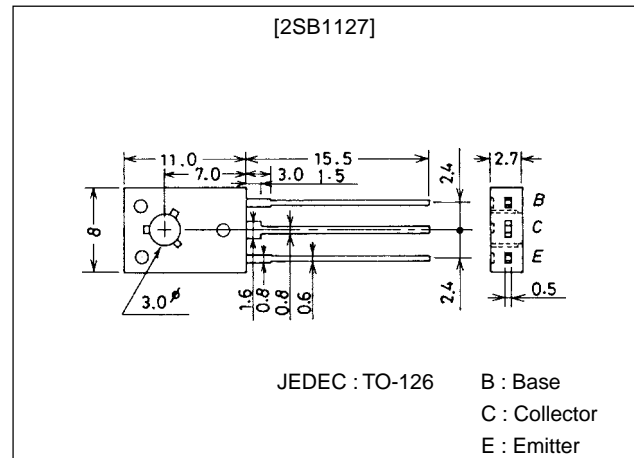 [2SB1127]
11.0 15.5
7.0 3.0 1.5 2.4 2.7
8
B
C
E
3.0ø 1.6 0.8 0.8 0.6 2.4 0.5
JEDEC : TO-126 B : Base
C : Collector
E : Emitter